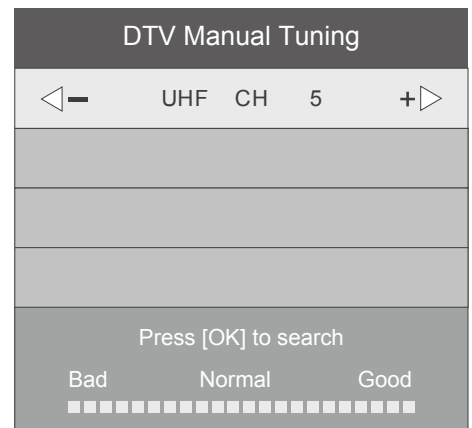 DTV Manual Tuning
− UHF CH 5 +
Press [OK] to search
Bad Normal Good